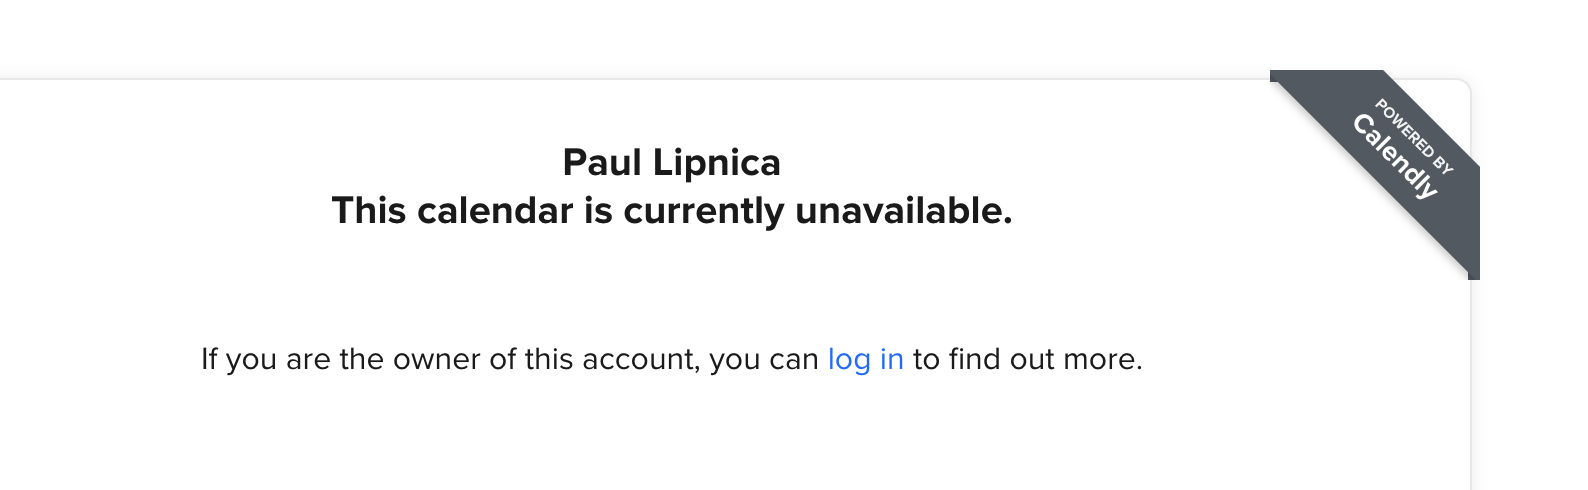 Paul Lipnica
This calendar is currently unavailable.
POWERED BY
Calendly
If you are the owner of this account, you can log in to find out more.